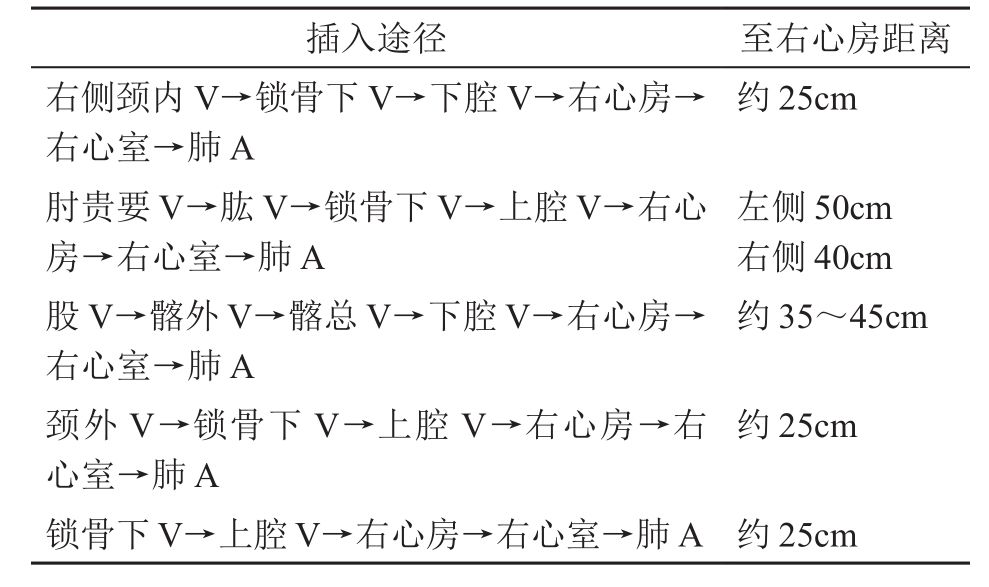 插入途径 至右心房距离
右侧颈内 V→锁骨下 V→下腔 V→右心房→ 约 25cm
右心室→肺 A
肘贵要 V→肱 V→锁骨下 V→上腔 V→右心 左侧 50cm
房→右心室→肺 A 右侧 40cm
股 V→髂外 V→髂总 V→下腔 V→右心房→ 约 35～45cm
右心室→肺 A
颈外 V→锁骨下 V→上腔 V→右心房→右 约 25cm
心室→肺 A
锁骨下 V→上腔 V→右心房→右心室→肺 A 约 25cm